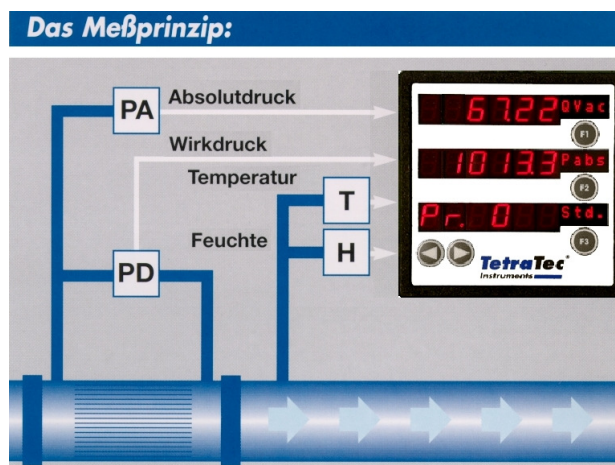 Das Meßprinzip:
PA
Absolutdruck
67.22 QVac
F1
Wirkdruck
1013.3 Pabs
F2
Temperatur
T
Pr. 0 Std.
F3
Feuchte
H
PD
TetraTec®
Instruments